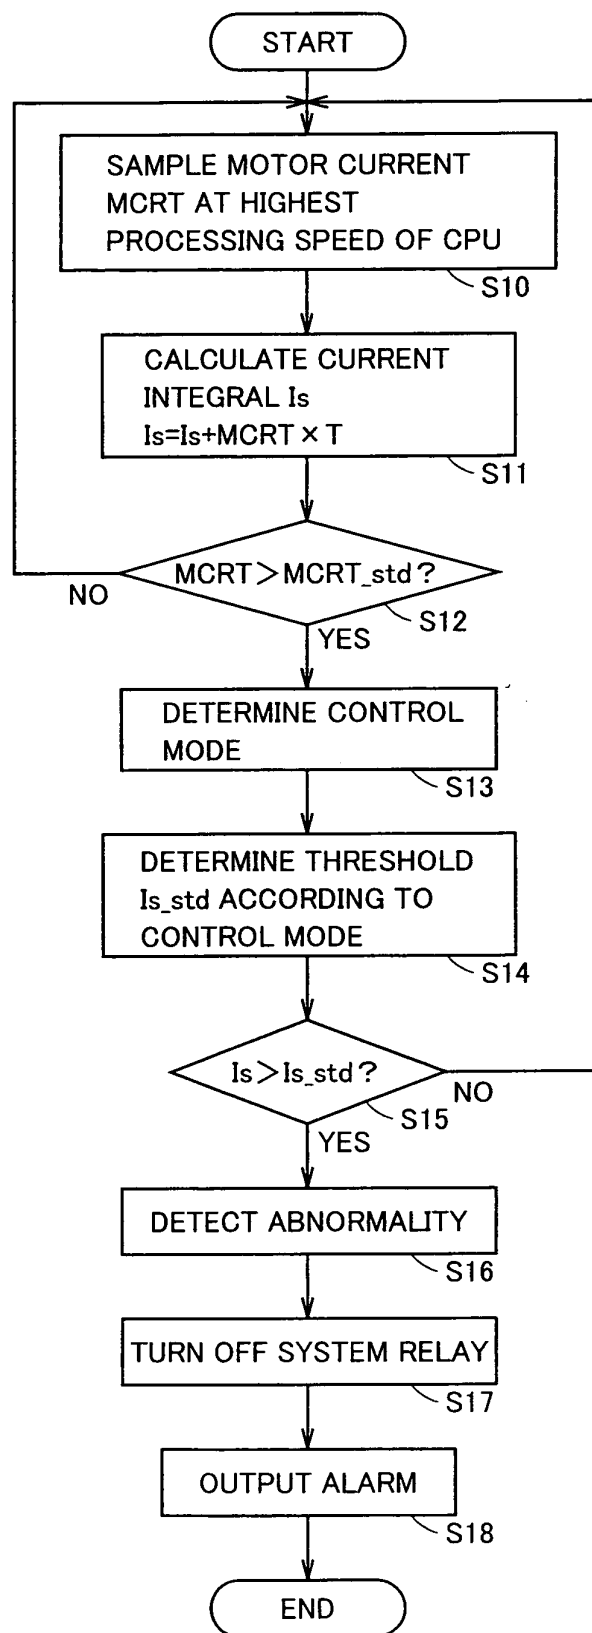 START
SAMPLE MOTOR CURRENT
MCRT AT HIGHEST
PROCESSING SPEED OF CPU
S10
CALCULATE CURRENT
INTEGRAL Is
Is=Is+MCRT×T
S11
MCRT>MCRT_std?
NO
S12
YES
DETERMINE CONTROL
MODE
S13
DETERMINE THRESHOLD
Is_std ACCORDING TO
CONTROL MODE
S14
Is>Is_std?
NO
S15
YES
DETECT ABNORMALITY
S16
TURN OFF SYSTEM RELAY
S17
OUTPUT ALARM
S18
END